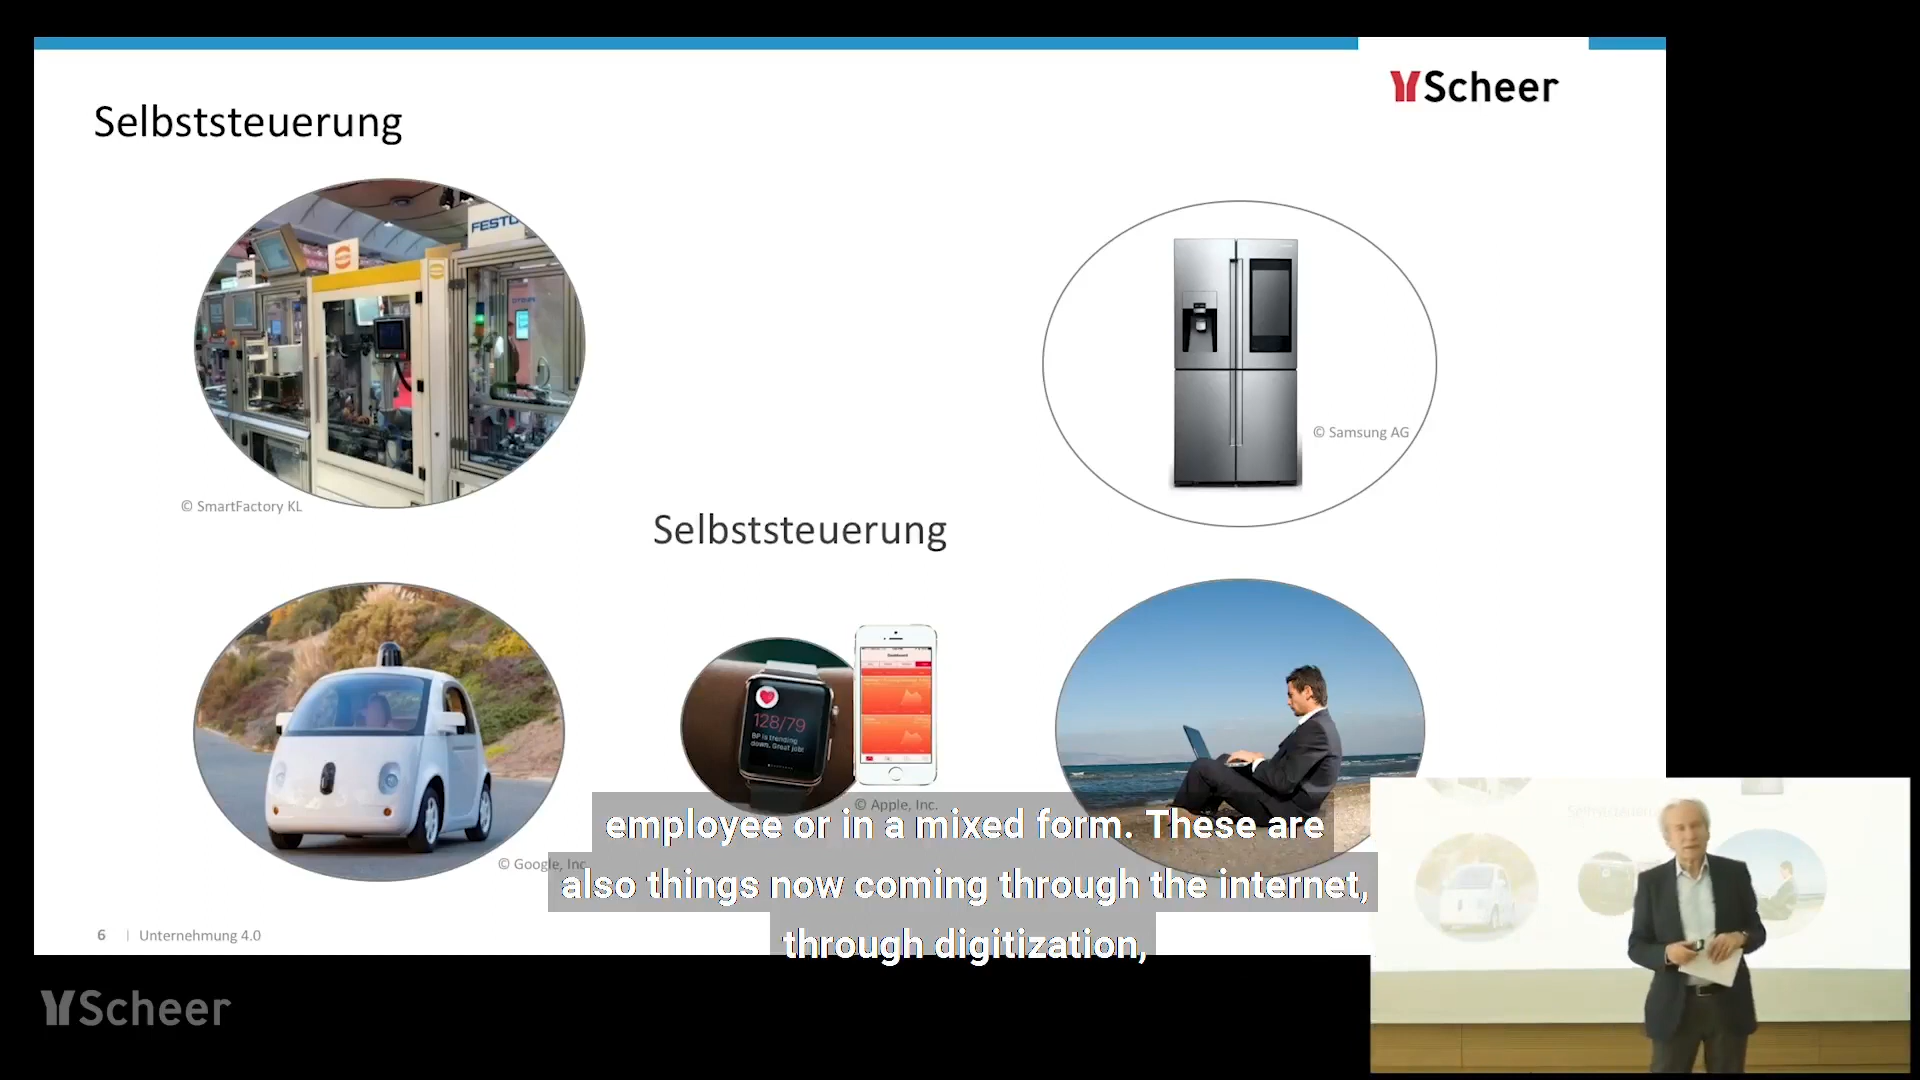 Scheer
Selbststeuerung
FESTO
© Samsung AG
© SmartFactory KL
Selbststeuerung
Dashboard
128/79
BP is trending
down. Great job!
© Apple, Inc.
© Google, Inc.
employee or in a mixed form. These are
also things now coming through the internet,
through digitization,
6 | Unternehmung 4.0
Scheer